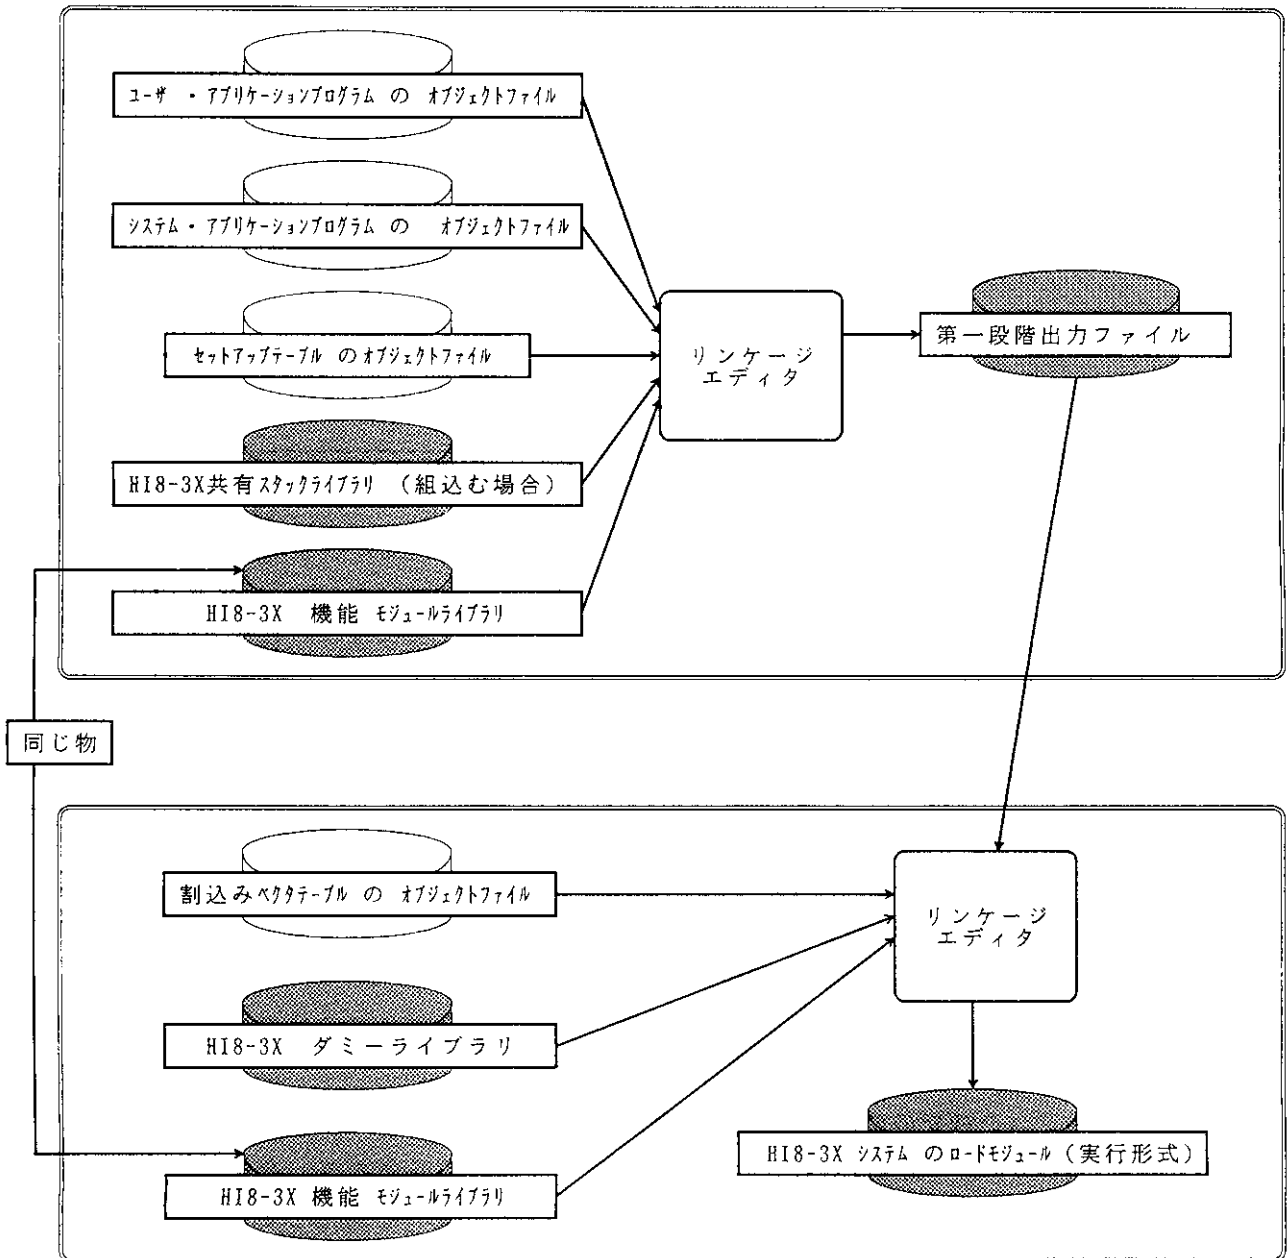 ﾕｰｻﾞ ・ｱﾌﾟﾘｹｰｼｮﾝﾌﾟﾛｸﾞﾗﾑ の ｵﾌﾞｼﾞｪｸﾄﾌｧｲﾙ
ｼｽﾃﾑ・ｱﾌﾟﾘｹｰｼｮﾝﾌﾟﾛｸﾞﾗﾑ の ｵﾌﾞｼﾞｪｸﾄﾌｧｲﾙ
ｾｯﾄｱｯﾌﾟﾃｰﾌﾞﾙ のｵﾌﾞｼﾞｪｸﾄﾌｧｲﾙ
HI8-3X共有ｽﾀｯｸﾗｲﾌﾞﾗﾘ （組込む場合）
HI8-3X 機能 ﾓｼﾞｭｰﾙﾗｲﾌﾞﾗﾘ
リンケージ
エディタ
第一段階出力ファイル
同じ物
割込みﾍﾞｸﾀﾃｰﾌﾞﾙ の ｵﾌﾞｼﾞｪｸﾄﾌｧｲﾙ
HI8-3X ダミーライブラリ
HI8-3X 機能 ﾓｼﾞｭｰﾙﾗｲﾌﾞﾗﾘ
リンケージ
エディタ
HI8-3X ｼｽﾃﾑ のﾛｰﾄﾞﾓｼﾞｭｰﾙ（実行形式）